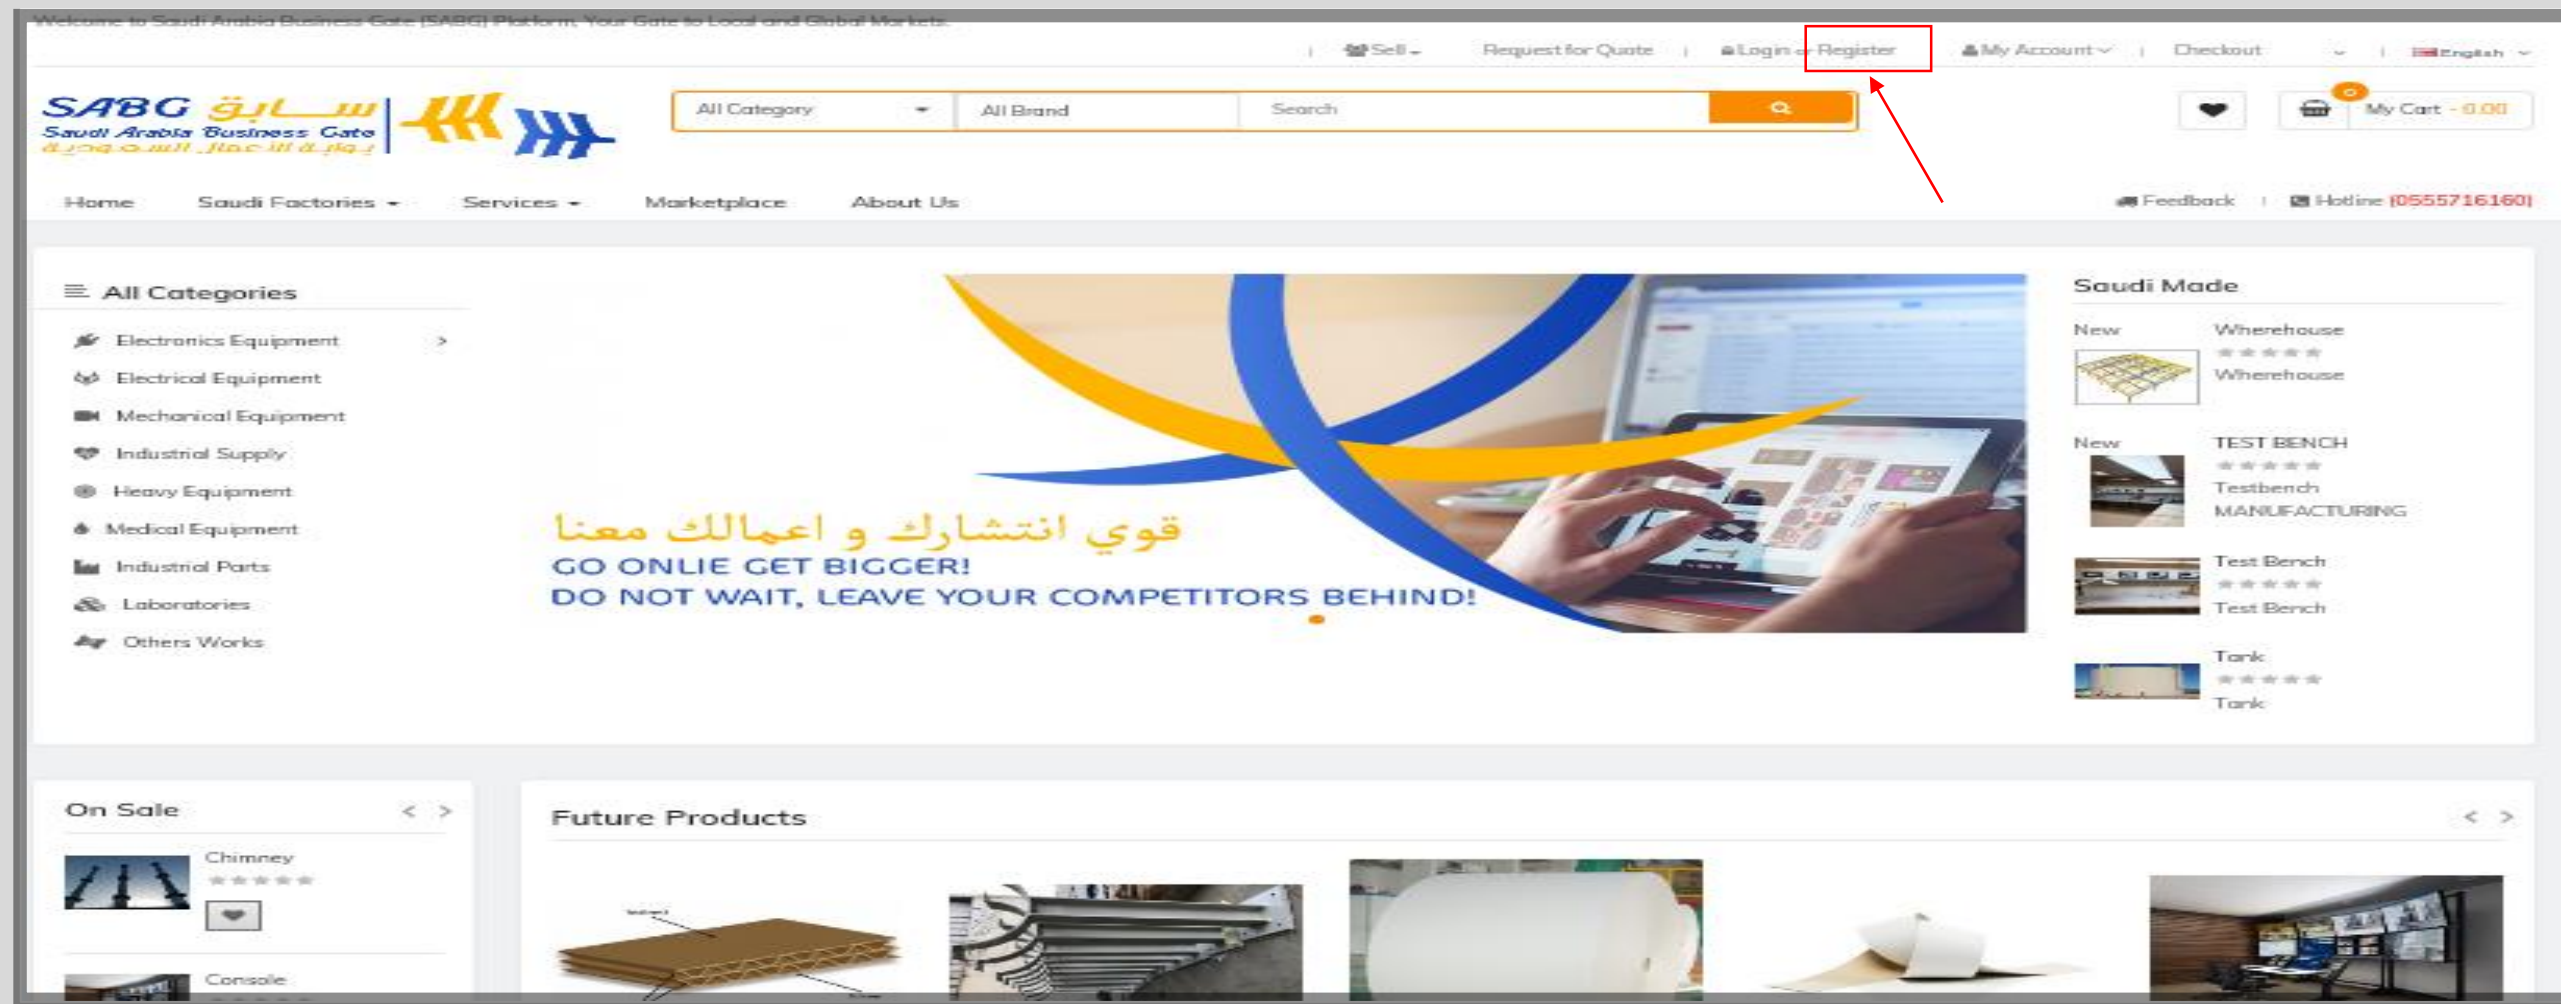 Welcome to Saudi Arabia Business Gate (SABG) Platform, Your Gate to Local and Global Markets.
Sell Request for Quote Login or Register My Account Checkout English
SABG سابق
Saudi Arabia Business Gate
بوابة الأعمال السعودية
All Category All Brand Search
0
My Cart - 0.00
Home Saudi Factories Services Marketplace About Us
Feedback Hotline (0555716160)
All Categories
Electronics Equipment
Electrical Equipment
Mechanical Equipment
Industrial Supply
Heavy Equipment
Medical Equipment
Industrial Parts
Laboratories
Others Works
قوي انتشارك و اعمالك معنا
GO ONLIE GET BIGGER!
DO NOT WAIT, LEAVE YOUR COMPETITORS BEHIND!
Saudi Made
New Wherehouse
Wherehouse
New TEST BENCH
Testbench
MANUFACTURING
Test Bench
Test Bench
Tank
Tank
On Sale
Chimney
Console
Future Products